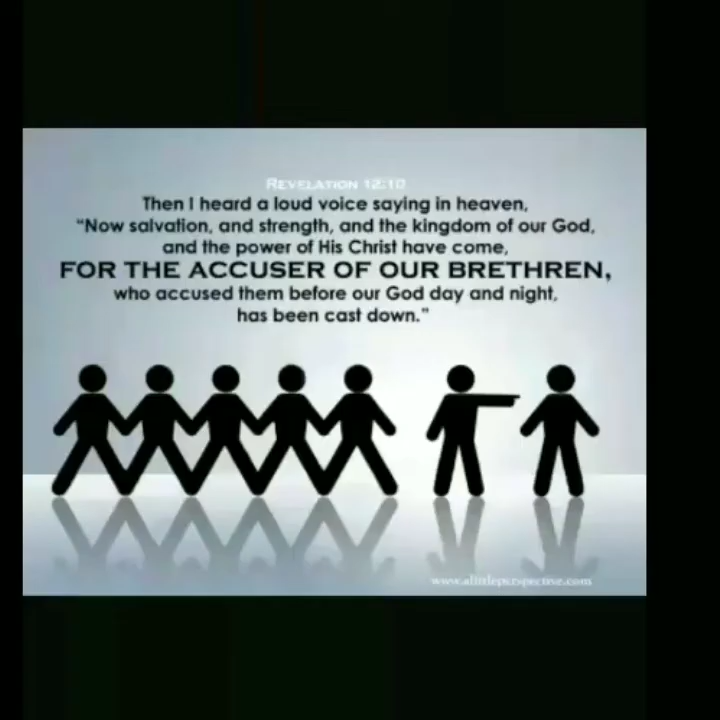 REVELATION 12:10
Then I heard a loud voice saying in heaven,
"Now salvation, and strength, and the kingdom of our God,
and the power of His Christ have come,
FOR THE ACCUSER OF OUR BRETHREN,
who accused them before our God day and night,
has been cast down."
www.alittleperspective.com